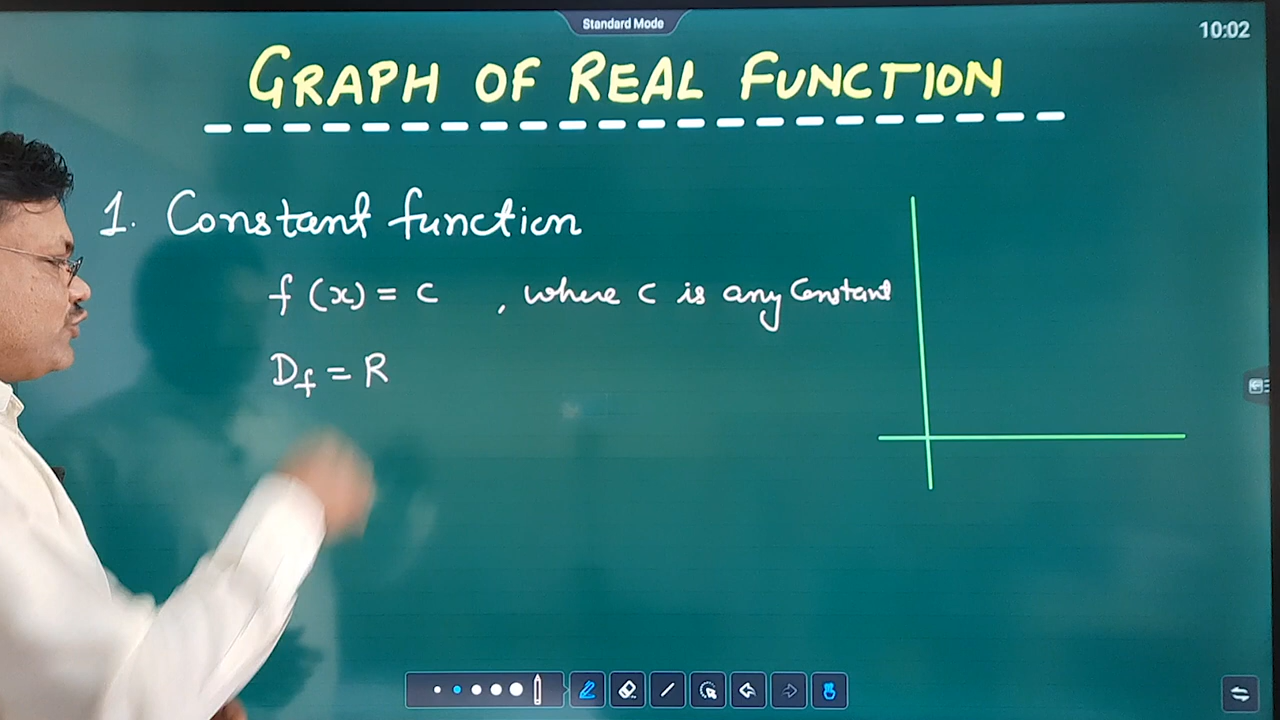 Standard Mode
10:02
GRAPH OF REAL FUNCTION
1. Constant function
f(x) = c , where c is any Constant
Df = R